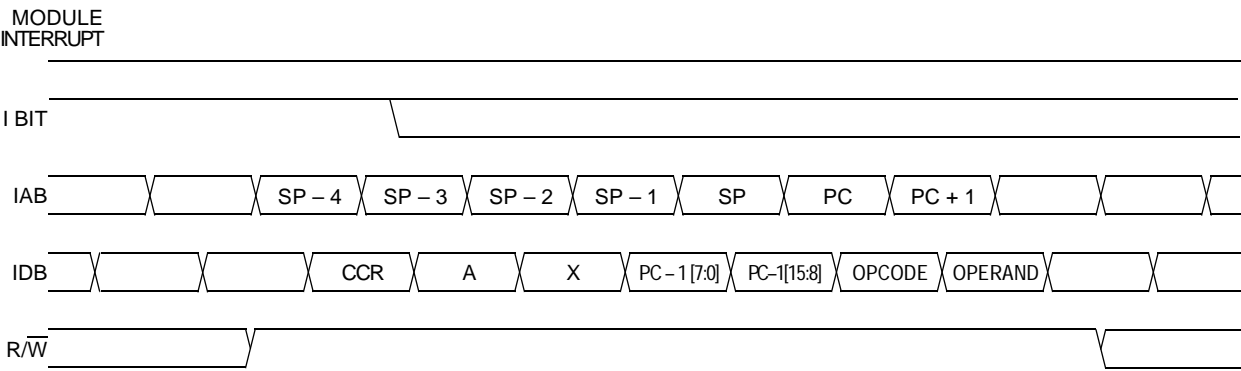 MODULE
INTERRUPT
I BIT
IAB SP – 4 SP – 3 SP – 2 SP – 1 SP PC PC + 1
IDB CCR A X PC – 1 [7:0] PC–1[15:8] OPCODE OPERAND
R/W̅